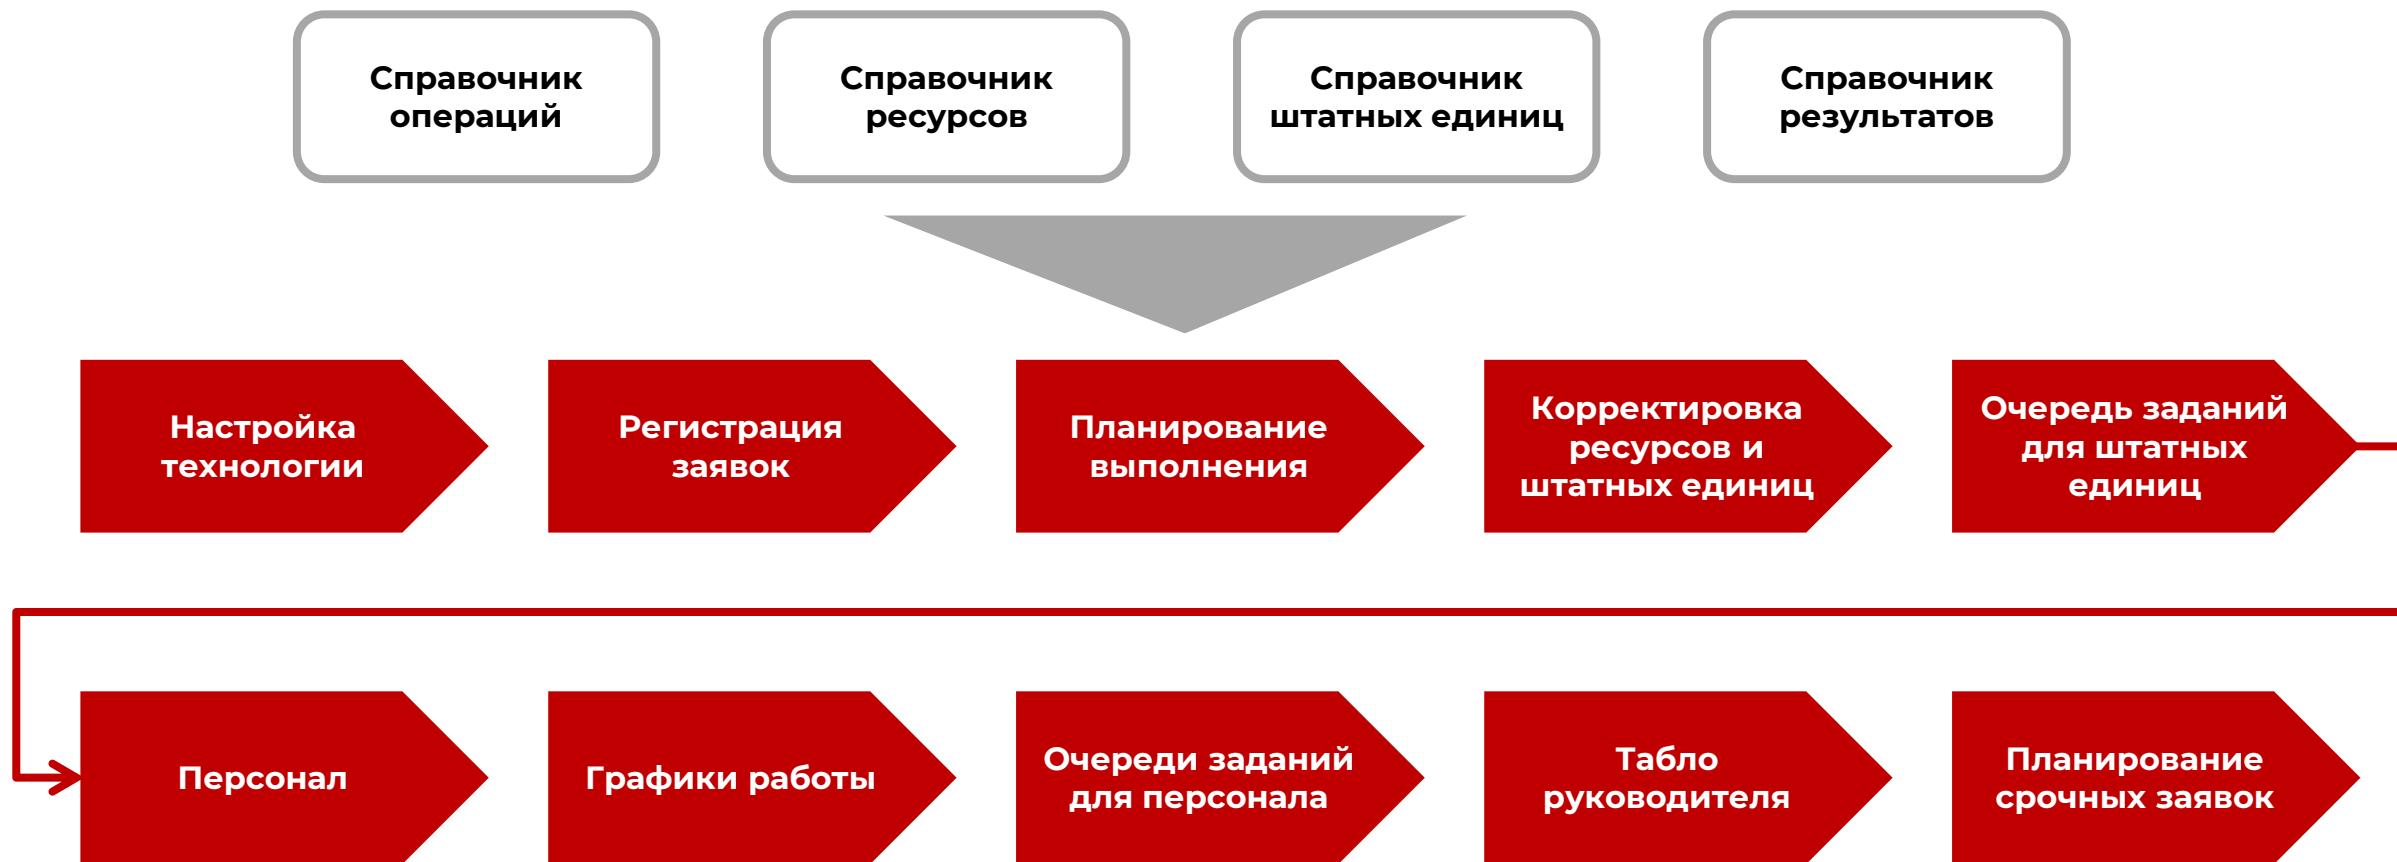 Справочник
операций
Справочник
ресурсов
Справочник
штатных единиц
Справочник
результатов
Настройка
технологии
Регистрация
заявок
Планирование
выполнения
Корректировка
ресурсов и
штатных единиц
Очередь заданий
для штатных
единиц
Персонал
Графики работы
Очереди заданий
для персонала
Табло
руководителя
Планирование
срочных заявок